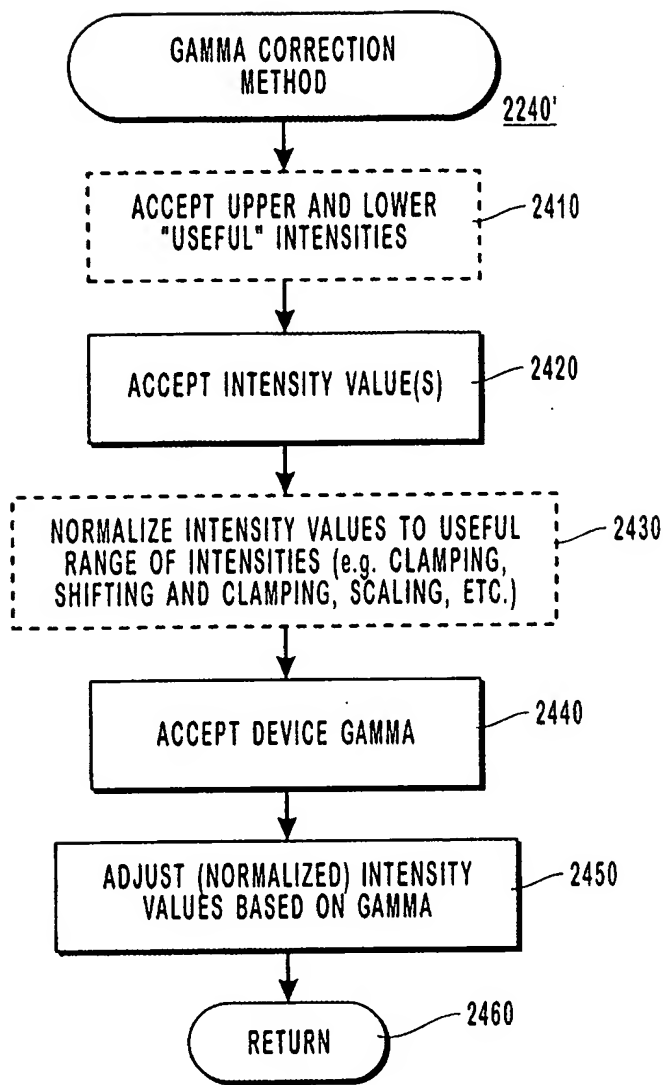 GAMMA CORRECTION
METHOD
2240'
ACCEPT UPPER AND LOWER
"USEFUL" INTENSITIES
2410
ACCEPT INTENSITY VALUE(S)
2420
NORMALIZE INTENSITY VALUES TO USEFUL
RANGE OF INTENSITIES (e.g. CLAMPING,
SHIFTING AND CLAMPING, SCALING, ETC.)
2430
ACCEPT DEVICE GAMMA
2440
ADJUST (NORMALIZED) INTENSITY
VALUES BASED ON GAMMA
2450
RETURN
2460